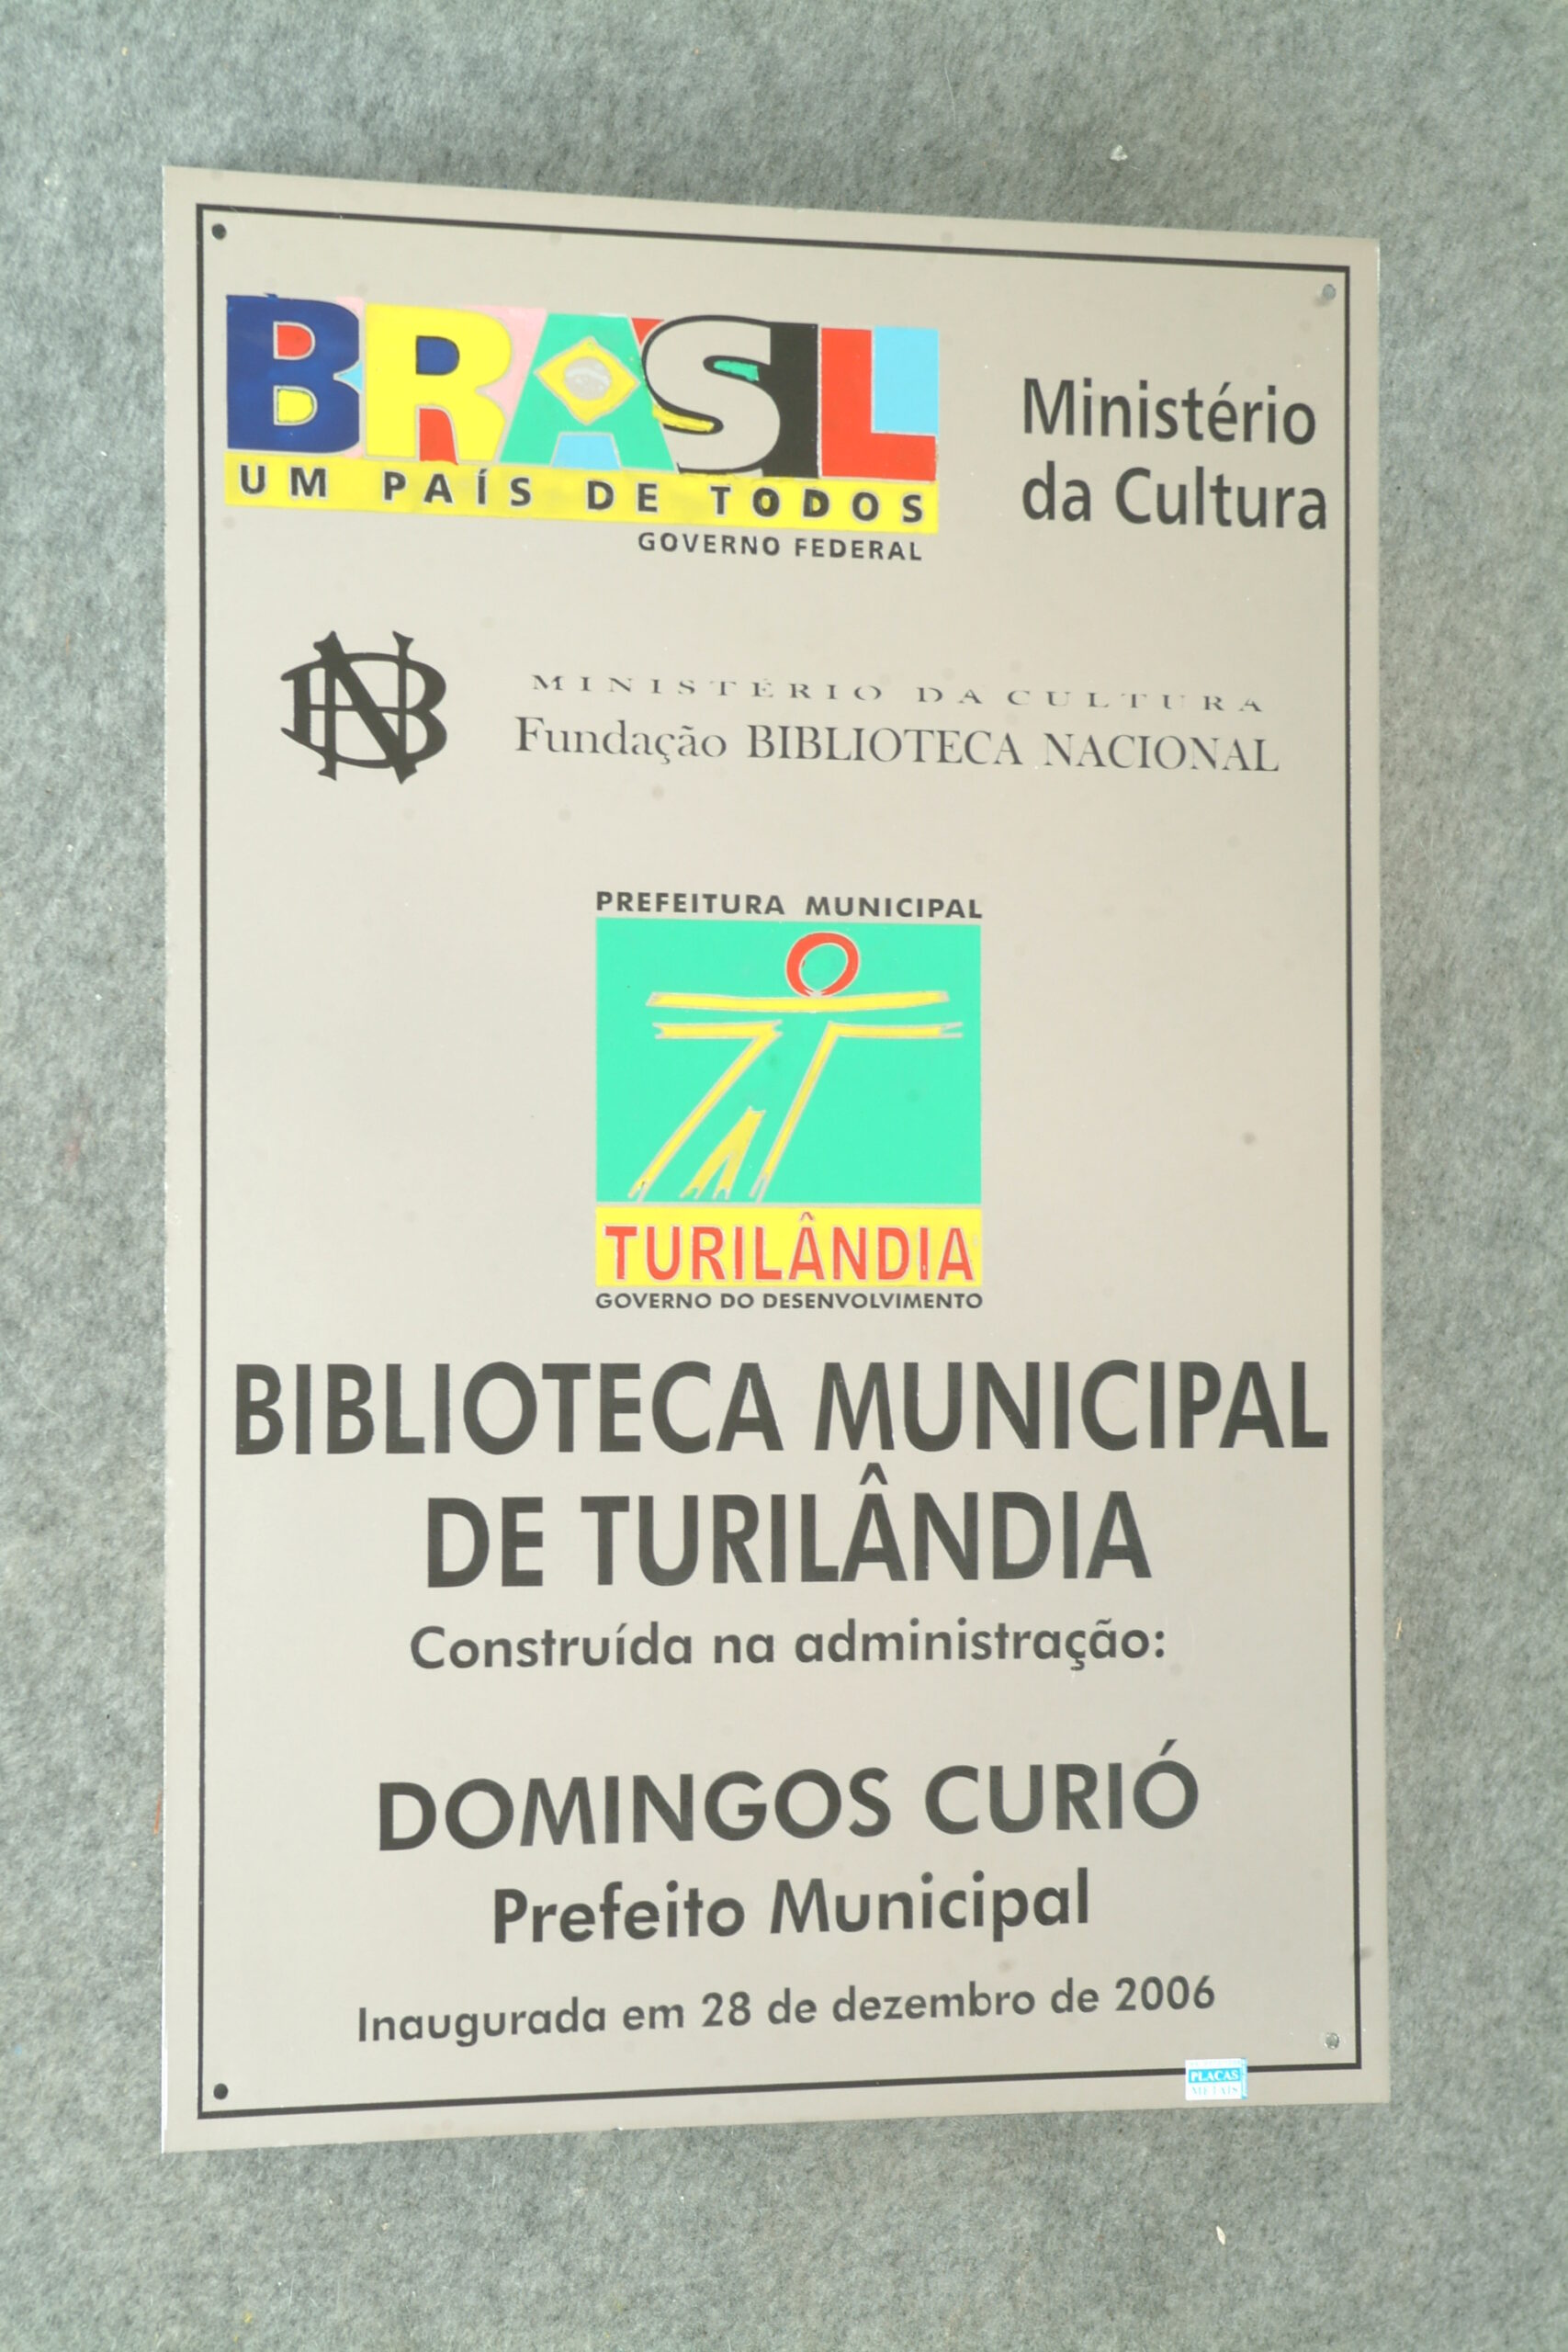 BRASIL
UM PAÍS DE TODOS
GOVERNO FEDERAL
Ministério
da Cultura
BN
MINISTÉRIO DA CULTURA
Fundação BIBLIOTECA NACIONAL
PREFEITURA MUNICIPAL
TURILÂNDIA
GOVERNO DO DESENVOLVIMENTO
BIBLIOTECA MUNICIPAL
DE TURILÂNDIA
Construída na administração:
DOMINGOS CURIÓ
Prefeito Municipal
Inaugurada em 28 de dezembro de 2006
PLACAS
METAIS